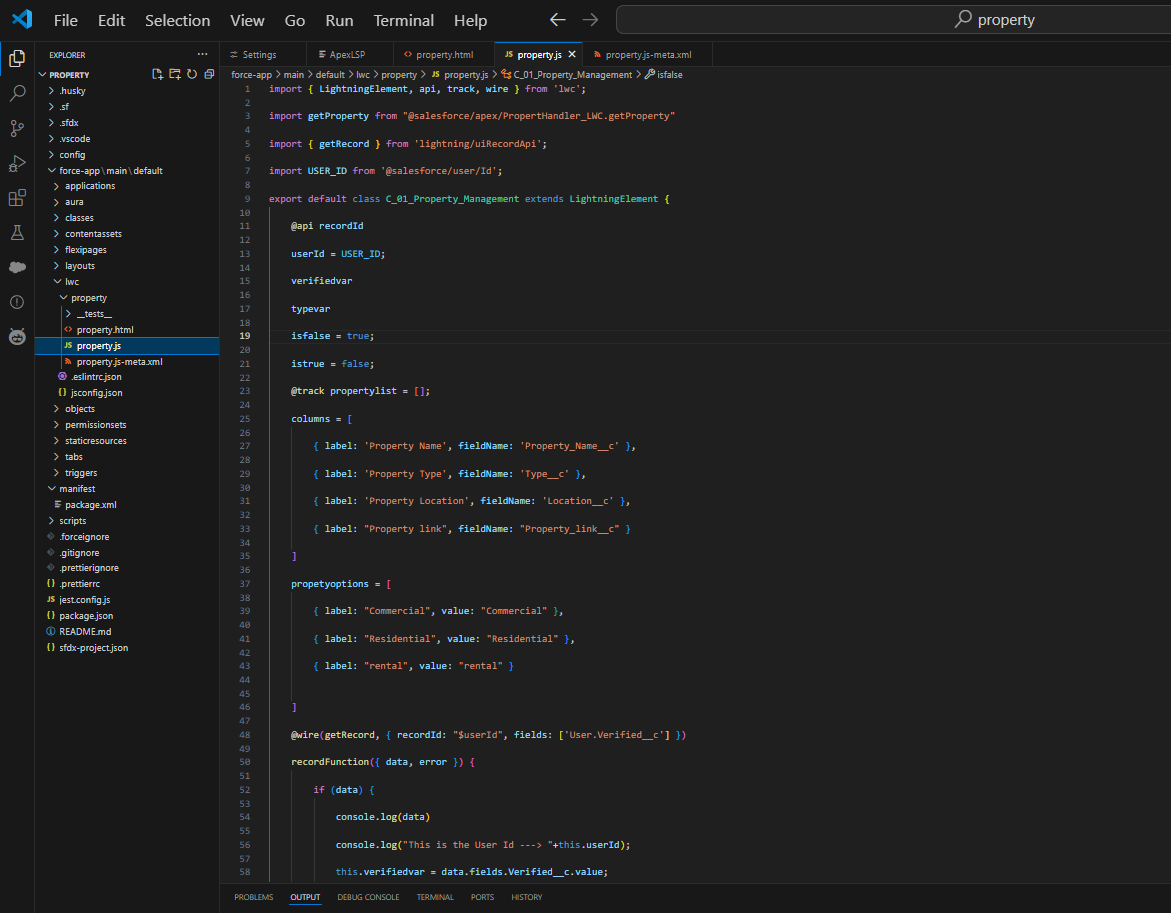 File Edit Selection View Go Run Terminal Help
property
EXPLORER
PROPERTY
.husky
.sf
.sfdx
.vscode
config
force-app\main\default
applications
aura
classes
contentassets
flexipages
layouts
lwc
property
__tests__
property.html
JS property.js
property.js-meta.xml
.eslintrc.json
{} jsconfig.json
objects
permissionsets
staticresources
tabs
triggers
manifest
package.xml
scripts
.forceignore
.gitignore
.prettierignore
{} .prettierrc
JS jest.config.js
{} package.json
README.md
{} sfdx-project.json
Settings ApexLSP <> property.html JS property.js property.js-meta.xml
force-app > main > default > lwc > property > JS property.js > C_01_Property_Management > isfalse
1 import { LightningElement, api, track, wire } from 'lwc';
2
3 import getProperty from "@salesforce/apex/PropertHandler_LWC.getProperty"
4
5 import { getRecord } from 'lightning/uiRecordApi';
6
7 import USER_ID from '@salesforce/user/Id';
8
9 export default class C_01_Property_Management extends LightningElement {
10
11 @api recordId
12
13 userId = USER_ID;
14
15 verifiedvar
16
17 typevar
18
19 isfalse = true;
20
21 istrue = false;
22
23 @track propertylist = [];
24
25 columns = [
26
27 { label: 'Property Name', fieldName: 'Property_Name__c' },
28
29 { label: 'Property Type', fieldName: 'Type__c' },
30
31 { label: 'Property Location', fieldName: 'Location__c' },
32
33 { label: "Property link", fieldName: "Property_link__c" }
34
35 ]
36
37 propetyoptions = [
38
39 { label: "Commercial", value: "Commercial" },
40
41 { label: "Residential", value: "Residential" },
42
43 { label: "rental", value: "rental" }
44
45
46 ]
47
48 @wire(getRecord, { recordId: "$userId", fields: ['User.Verified__c'] })
49
50 recordFunction({ data, error }) {
51
52 if (data) {
53
54 console.log(data)
55
56 console.log("This is the User Id ---> "+this.userId);
57
58 this.verifiedvar = data.fields.Verified__c.value;
PROBLEMS OUTPUT DEBUG CONSOLE TERMINAL PORTS HISTORY